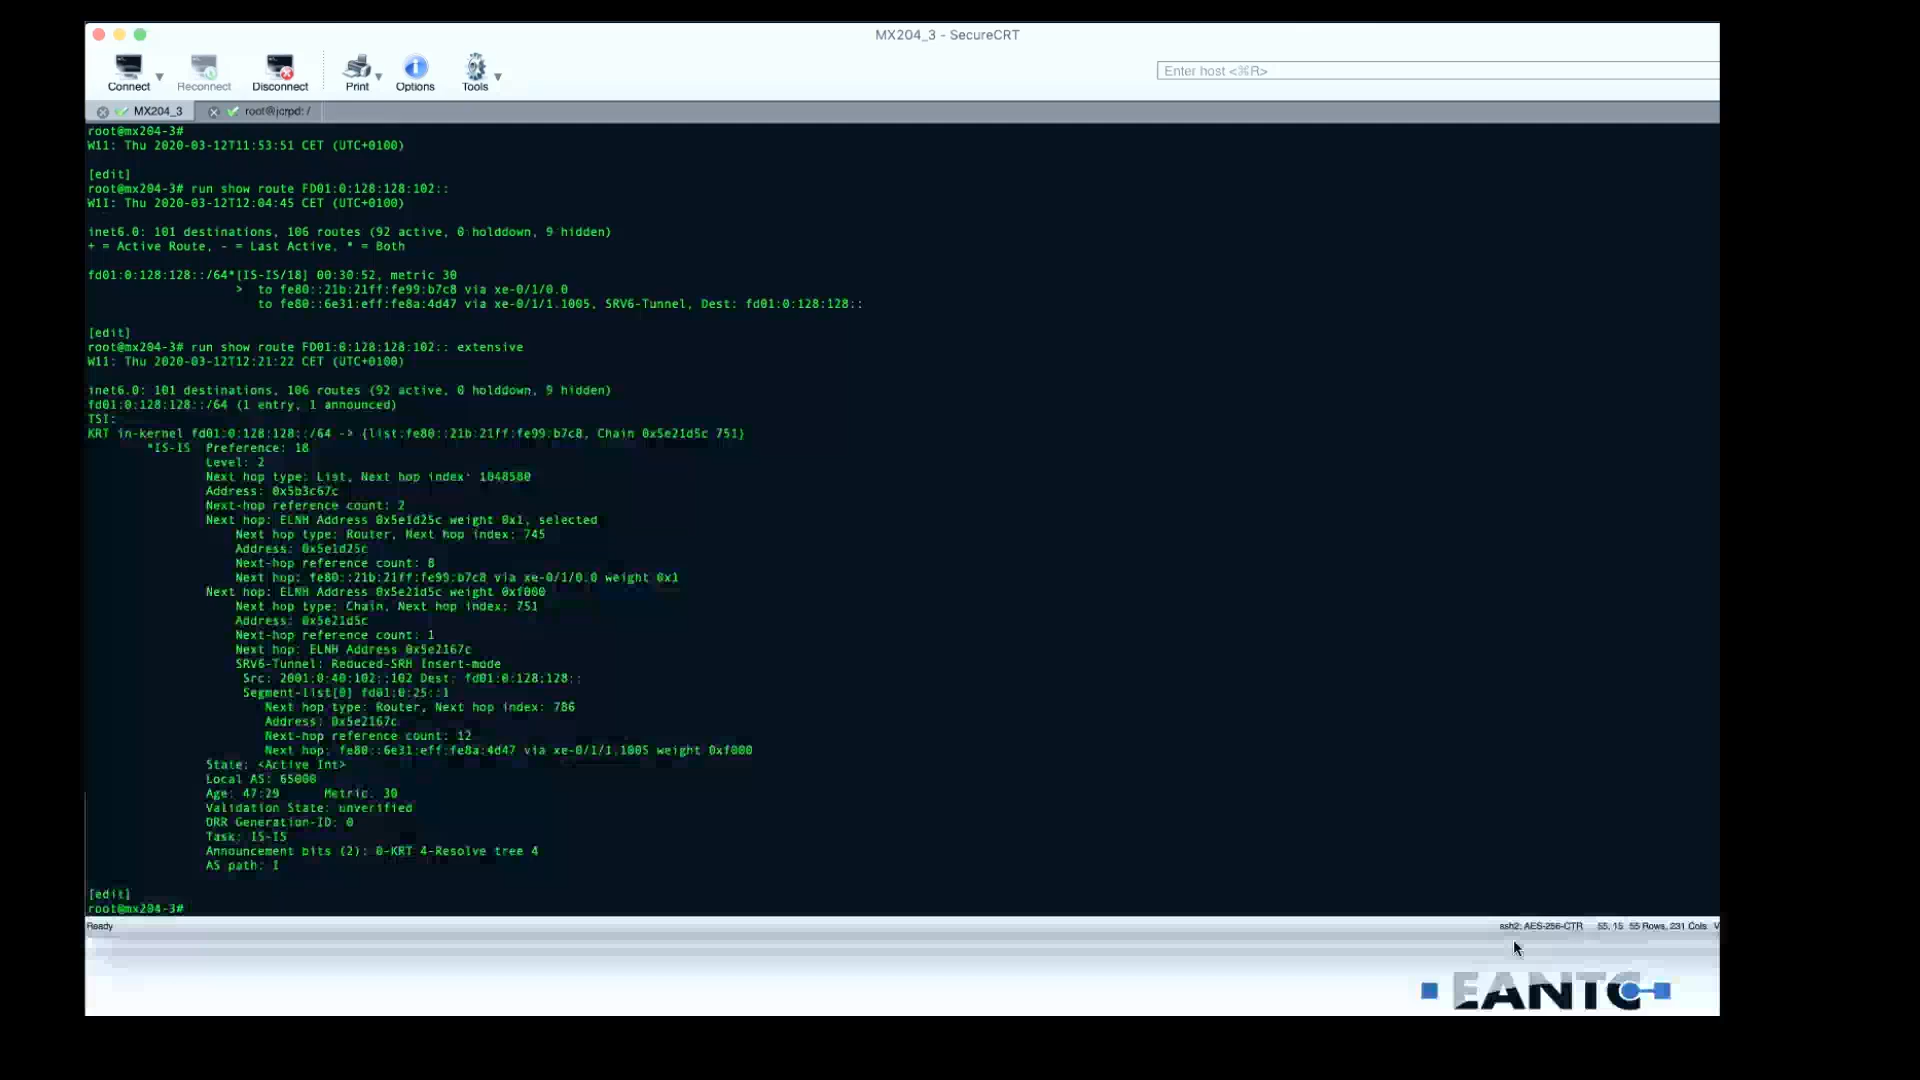 MX204_3 - SecureCRT
Connect
Reconnect
Disconnect
Print
Options
Tools
Enter host <⌘R>
MX204_3
root@jcrpd: /
root@mx204-3#
W11: Thu 2020-03-12T11:53:51 CET (UTC+0100)
[edit]
root@mx204-3# run show route FD01:0:128:128:102::
W11: Thu 2020-03-12T12:04:45 CET (UTC+0100)
inet6.0: 101 destinations, 106 routes (92 active, 0 holddown, 9 hidden)
+ = Active Route, - = Last Active, * = Both
fd01:0:128:128::/64*[IS-IS/18] 00:30:52, metric 30
> to fe80::21b:21ff:fe99:b7c8 via xe-0/1/0.0
to fe80::6e31:eff:fe8a:4d47 via xe-0/1/1.1005, SRV6-Tunnel, Dest: fd01:0:128:128::
[edit]
root@mx204-3# run show route FD01:0:128:128:102:: extensive
W11: Thu 2020-03-12T12:21:22 CET (UTC+0100)
inet6.0: 101 destinations, 106 routes (92 active, 0 holddown, 9 hidden)
fd01:0:128:128::/64 (1 entry, 1 announced)
TSI:
KRT in-kernel fd01:0:128:128::/64 -> {list:fe80::21b:21ff:fe99:b7c8, Chain 0x5e21d5c 751}
*IS-IS Preference: 18
Level: 2
Next hop type: List, Next hop index: 1048580
Address: 0x5b3c67c
Next-hop reference count: 2
Next hop: ELNH Address 0x5e1d25c weight 0x1, selected
Next hop type: Router, Next hop index: 745
Address: 0x5e1d25c
Next-hop reference count: 8
Next hop: fe80::21b:21ff:fe99:b7c8 via xe-0/1/0.0 weight 0x1
Next hop: ELNH Address 0x5e21d5c weight 0xf000
Next hop type: Chain, Next hop index: 751
Address: 0x5e21d5c
Next-hop reference count: 1
Next hop: ELNH Address 0x5e2167c
SRV6-Tunnel: Reduced-SRH Insert-mode
Src: 2001:0:40:102::102 Dest: fd01:0:128:128::
Segment-list[0] fd01:0:25::1
Next hop type: Router, Next hop index: 786
Address: 0x5e2167c
Next-hop reference count: 12
Next hop: fe80::6e31:eff:fe8a:4d47 via xe-0/1/1.1005 weight 0xf000
State: <Active Int>
Local AS: 65000
Age: 47:29 Metric: 30
Validation State: unverified
ORR Generation-ID: 0
Task: IS-IS
Announcement bits (2): 0-KRT 4-Resolve tree 4
AS path: I
[edit]
root@mx204-3#
Ready
ssh2: AES-256-CTR 55, 15 55 Rows, 231 Cols V
EANTC